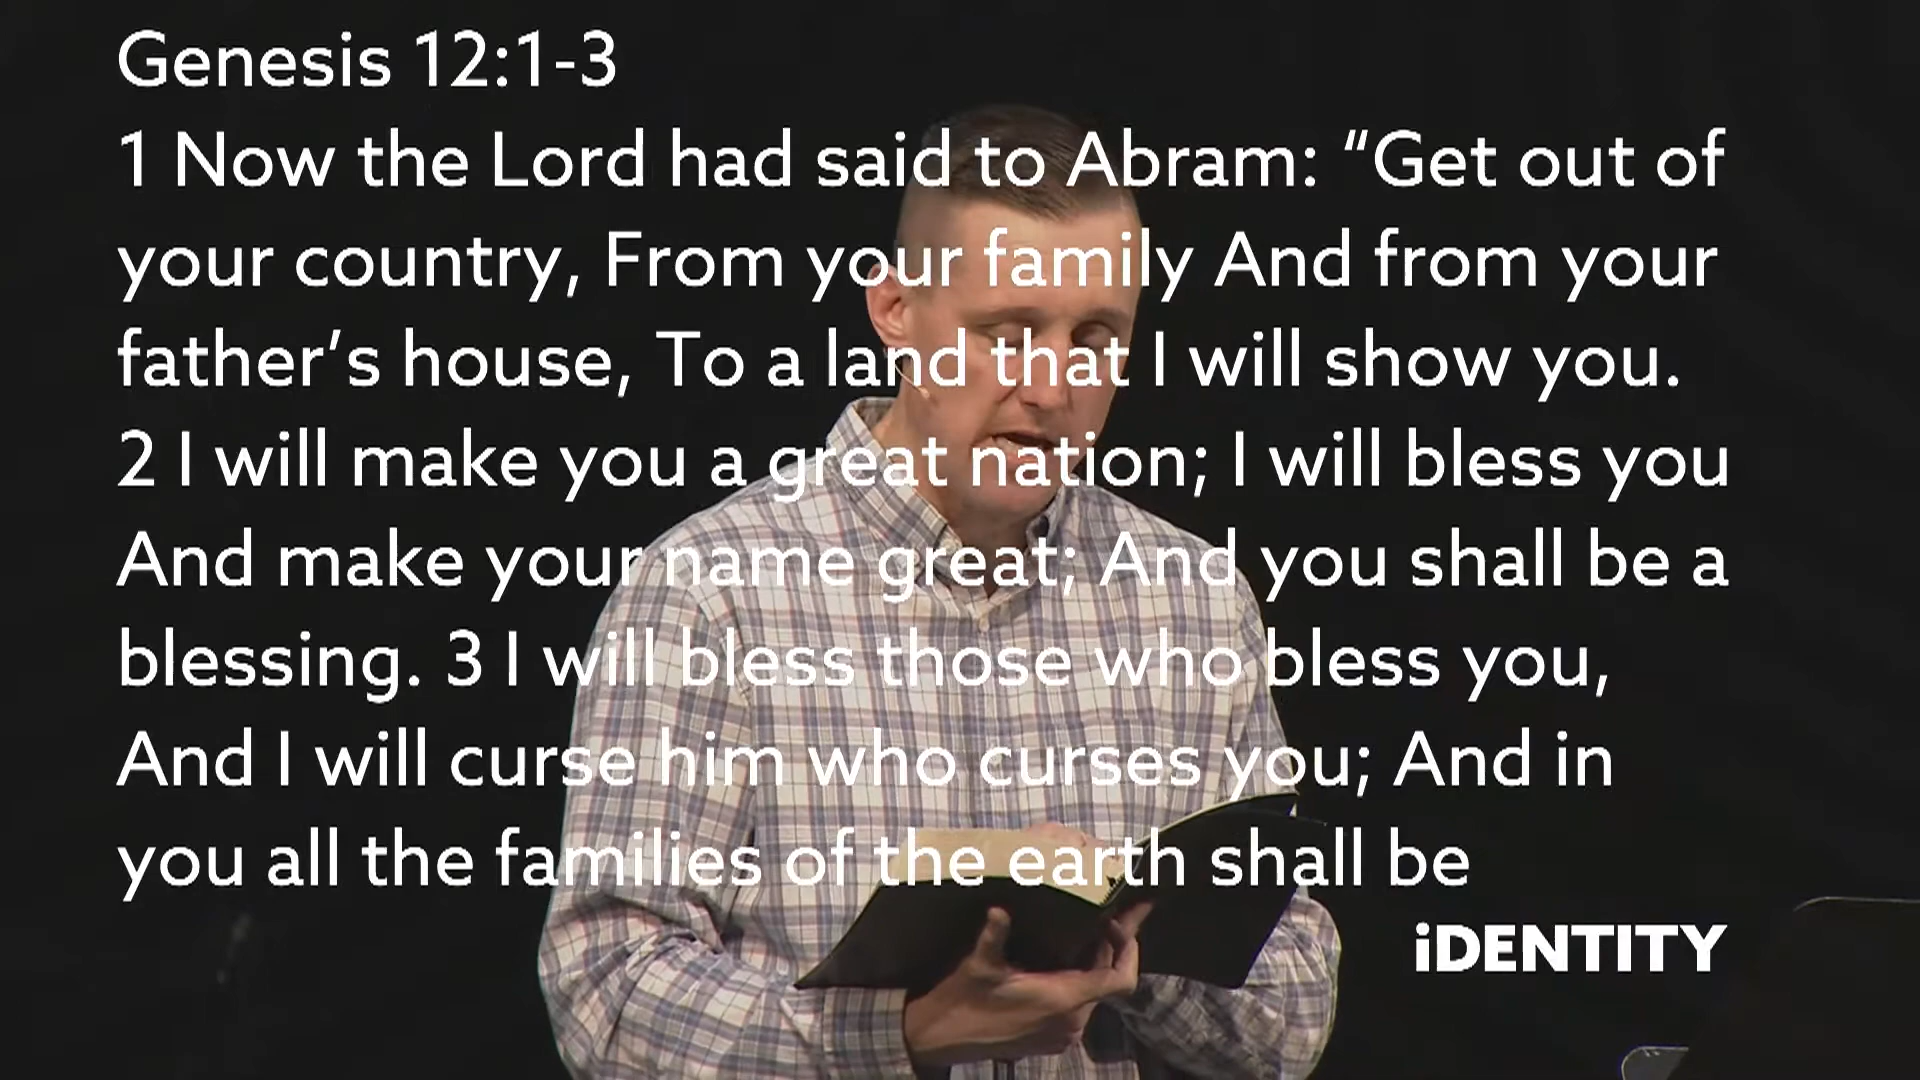 Genesis 12:1-3
1 Now the Lord had said to Abram: “Get out of
your country, From your family And from your
father’s house, To a land that I will show you.
2 I will make you a great nation; I will bless you
And make your name great; And you shall be a
blessing. 3 I will bless those who bless you,
And I will curse him who curses you; And in
you all the families of the earth shall be
iDENTITY